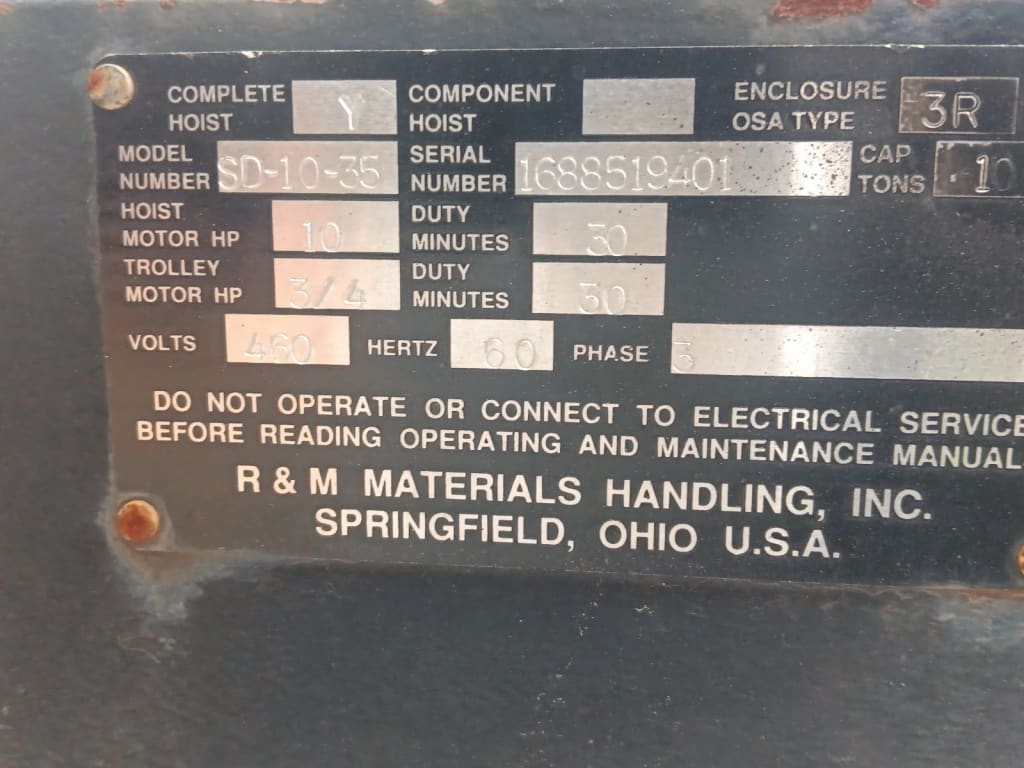 COMPLETE HOIST Y COMPONENT HOIST ENCLOSURE OSA TYPE 3R
MODEL NUMBER SD-10-35 SERIAL NUMBER 1688519401 CAP TONS 10
HOIST MOTOR HP 10 DUTY MINUTES 30
TROLLEY MOTOR HP 3/4 DUTY MINUTES 30
VOLTS 460 HERTZ 60 PHASE 3
DO NOT OPERATE OR CONNECT TO ELECTRICAL SERVICE
BEFORE READING OPERATING AND MAINTENANCE MANUAL
R & M MATERIALS HANDLING, INC.
SPRINGFIELD, OHIO U.S.A.